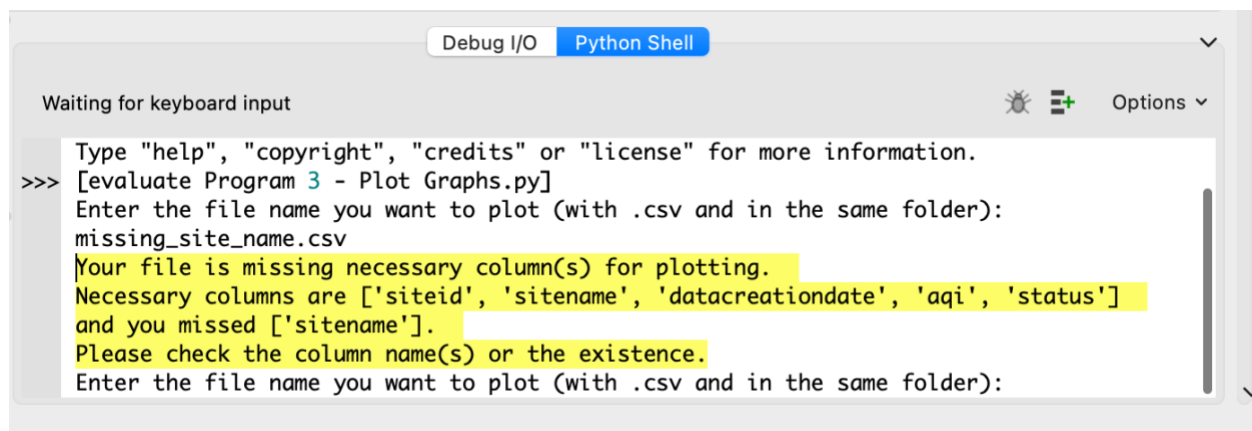 Debug I/O Python Shell
Waiting for keyboard input Options
Type "help", "copyright", "credits" or "license" for more information.
>>> [evaluate Program 3 - Plot Graphs.py]
Enter the file name you want to plot (with .csv and in the same folder):
missing_site_name.csv
Your file is missing necessary column(s) for plotting.
Necessary columns are ['siteid', 'sitename', 'datacreationdate', 'aqi', 'status']
and you missed ['sitename'].
Please check the column name(s) or the existence.
Enter the file name you want to plot (with .csv and in the same folder):